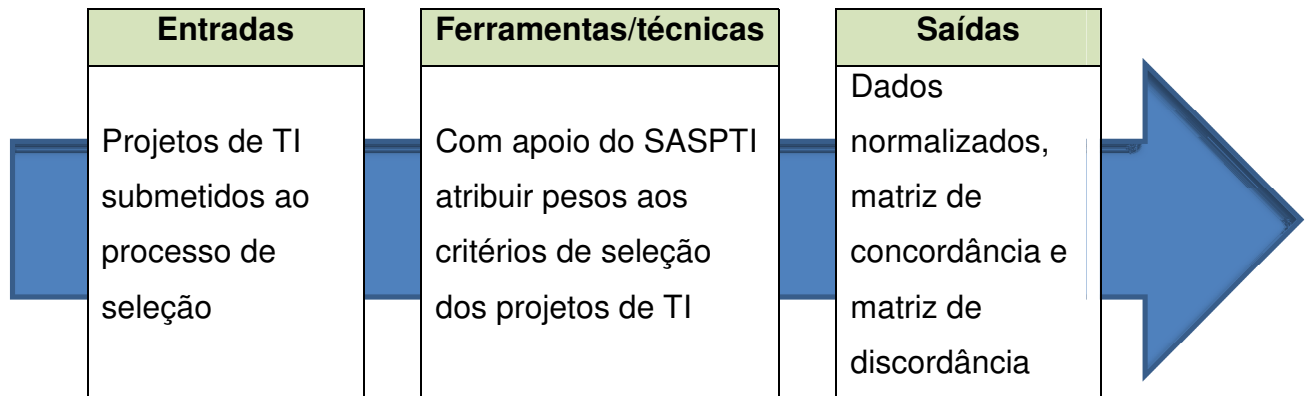 Entradas
Projetos de TI
submetidos ao
processo de
seleção
Ferramentas/técnicas
Com apoio do SASPTI
atribuir pesos aos
critérios de seleção
dos projetos de TI
Saídas
Dados
normalizados,
matriz de
concordância e
matriz de
discordância